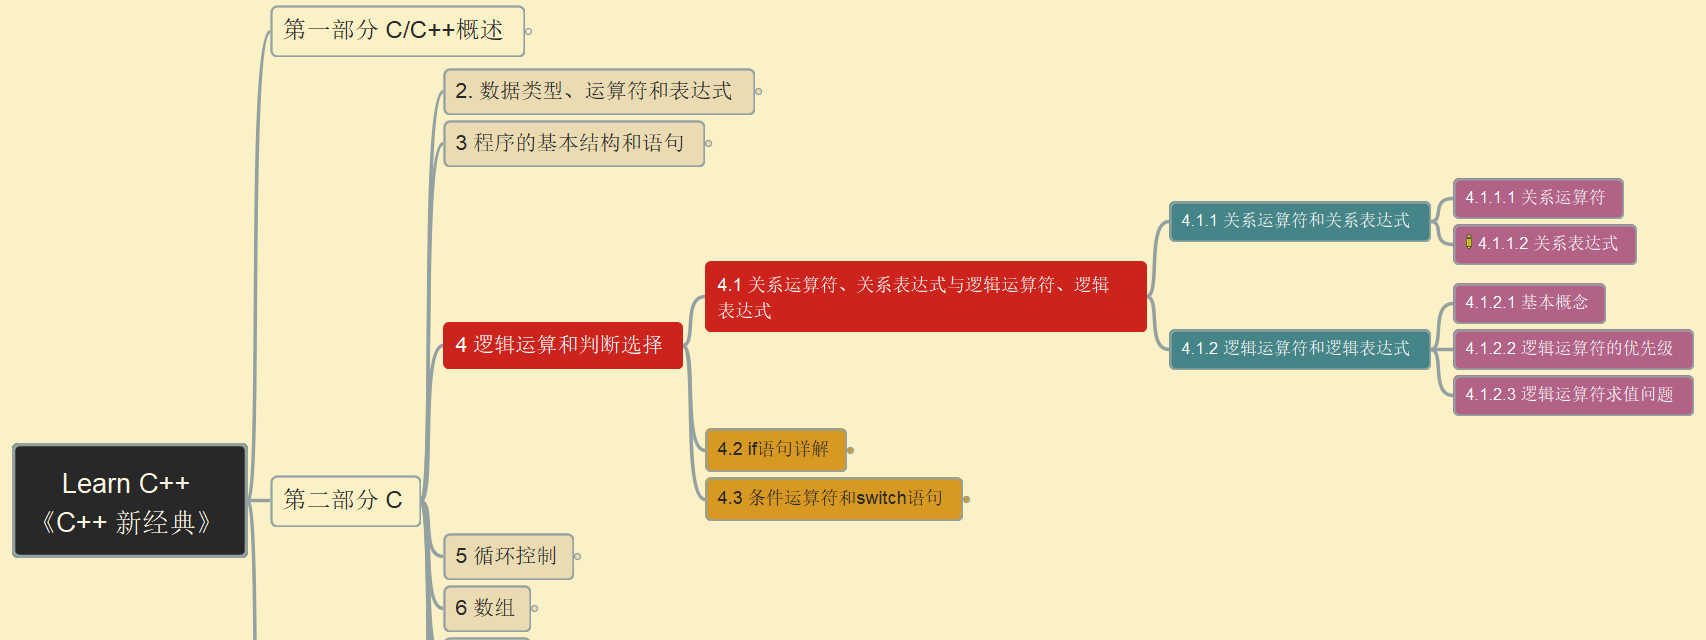 第一部分 C/C++概述
2. 数据类型、运算符和表达式
3 程序的基本结构和语句
4.1.1.1 关系运算符
4.1.1 关系运算符和关系表达式
4.1.1.2 关系表达式
4.1 关系运算符、关系表达式与逻辑运算符、逻辑
表达式
4.1.2.1 基本概念
4 逻辑运算和判断选择
4.1.2 逻辑运算符和逻辑表达式
4.1.2.2 逻辑运算符的优先级
4.1.2.3 逻辑运算符求值问题
4.2 if语句详解
4.3 条件运算符和switch语句
Learn C++
《C++ 新经典》
第二部分 C
5 循环控制
6 数组